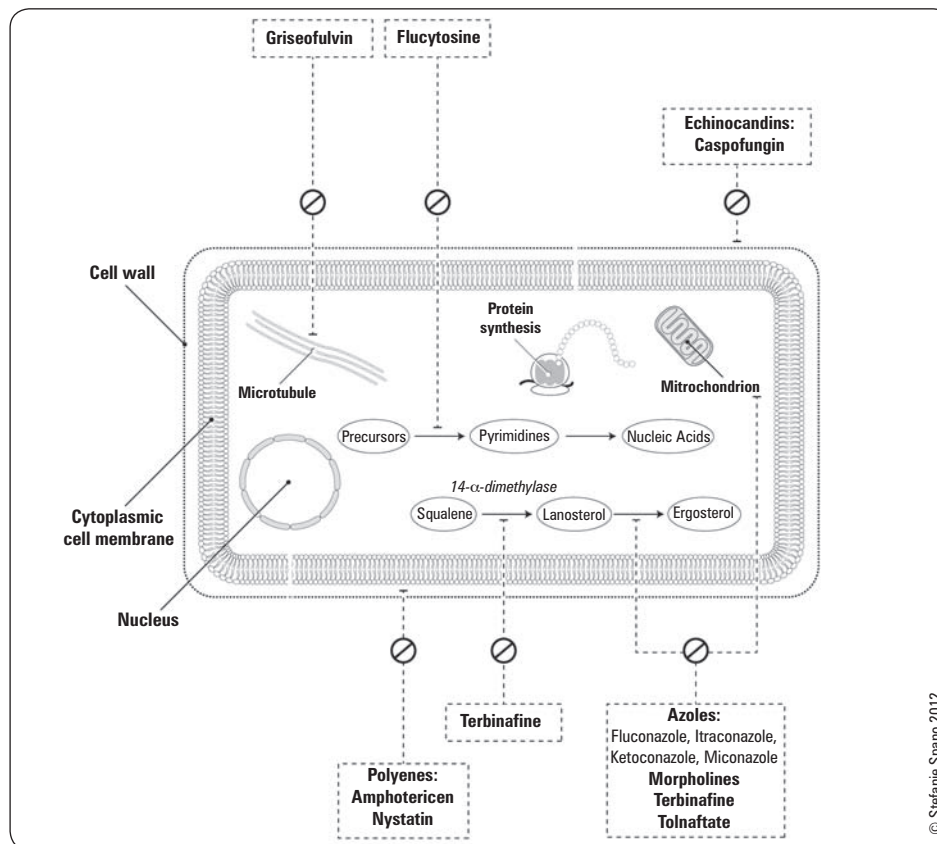 Griseofulvin
Flucytosine
Echinocandins:
Caspofungin
Cell wall
Protein
synthesis
Microtubule
Mitrochondrion
Precursors
Pyrimidines
Nucleic Acids
14-α-dimethylase
Squalene
Lanosterol
Ergosterol
Cytoplasmic
cell membrane
Nucleus
Terbinafine
Polyenes:
Amphotericen
Nystatin
Azoles:
Fluconazole, Itraconazole,
Ketoconazole, Miconazole
Morpholines
Terbinafine
Tolnaftate
© Stefanie Spano 2012